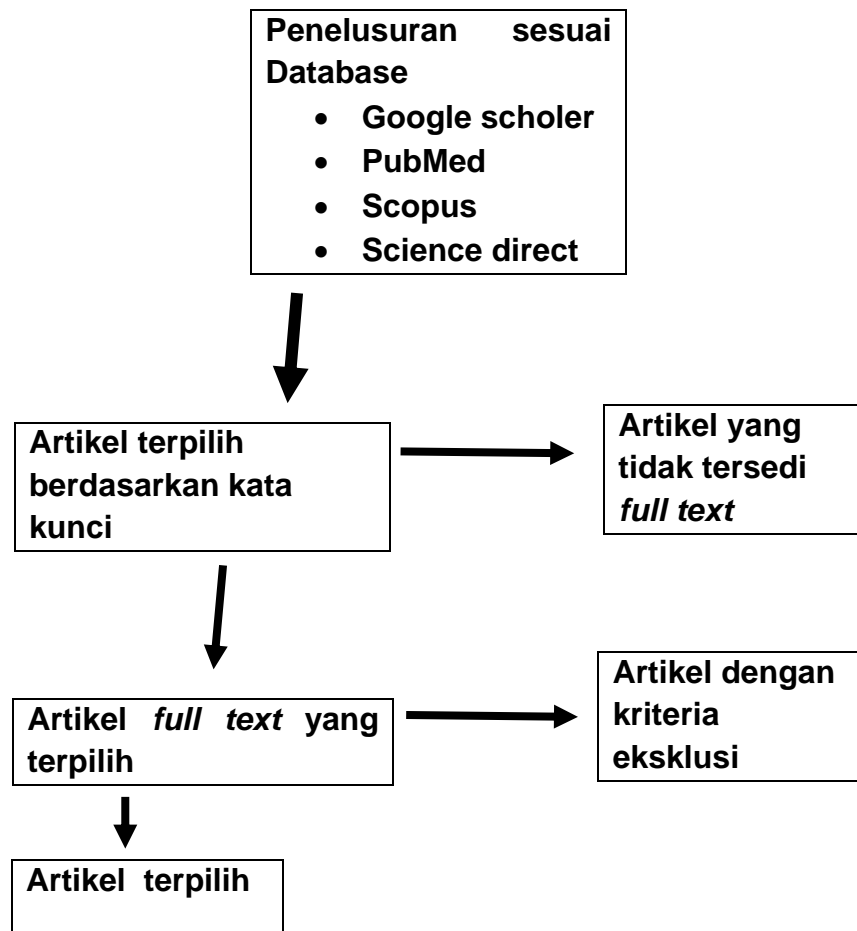 Penelusuran sesuai
Database
• Google scholer
• PubMed
• Scopus
• Science direct
Artikel terpilih
berdasarkan kata
kunci
Artikel yang
tidak tersedi
full text
Artikel full text yang
terpilih
Artikel dengan
kriteria
eksklusi
Artikel terpilih